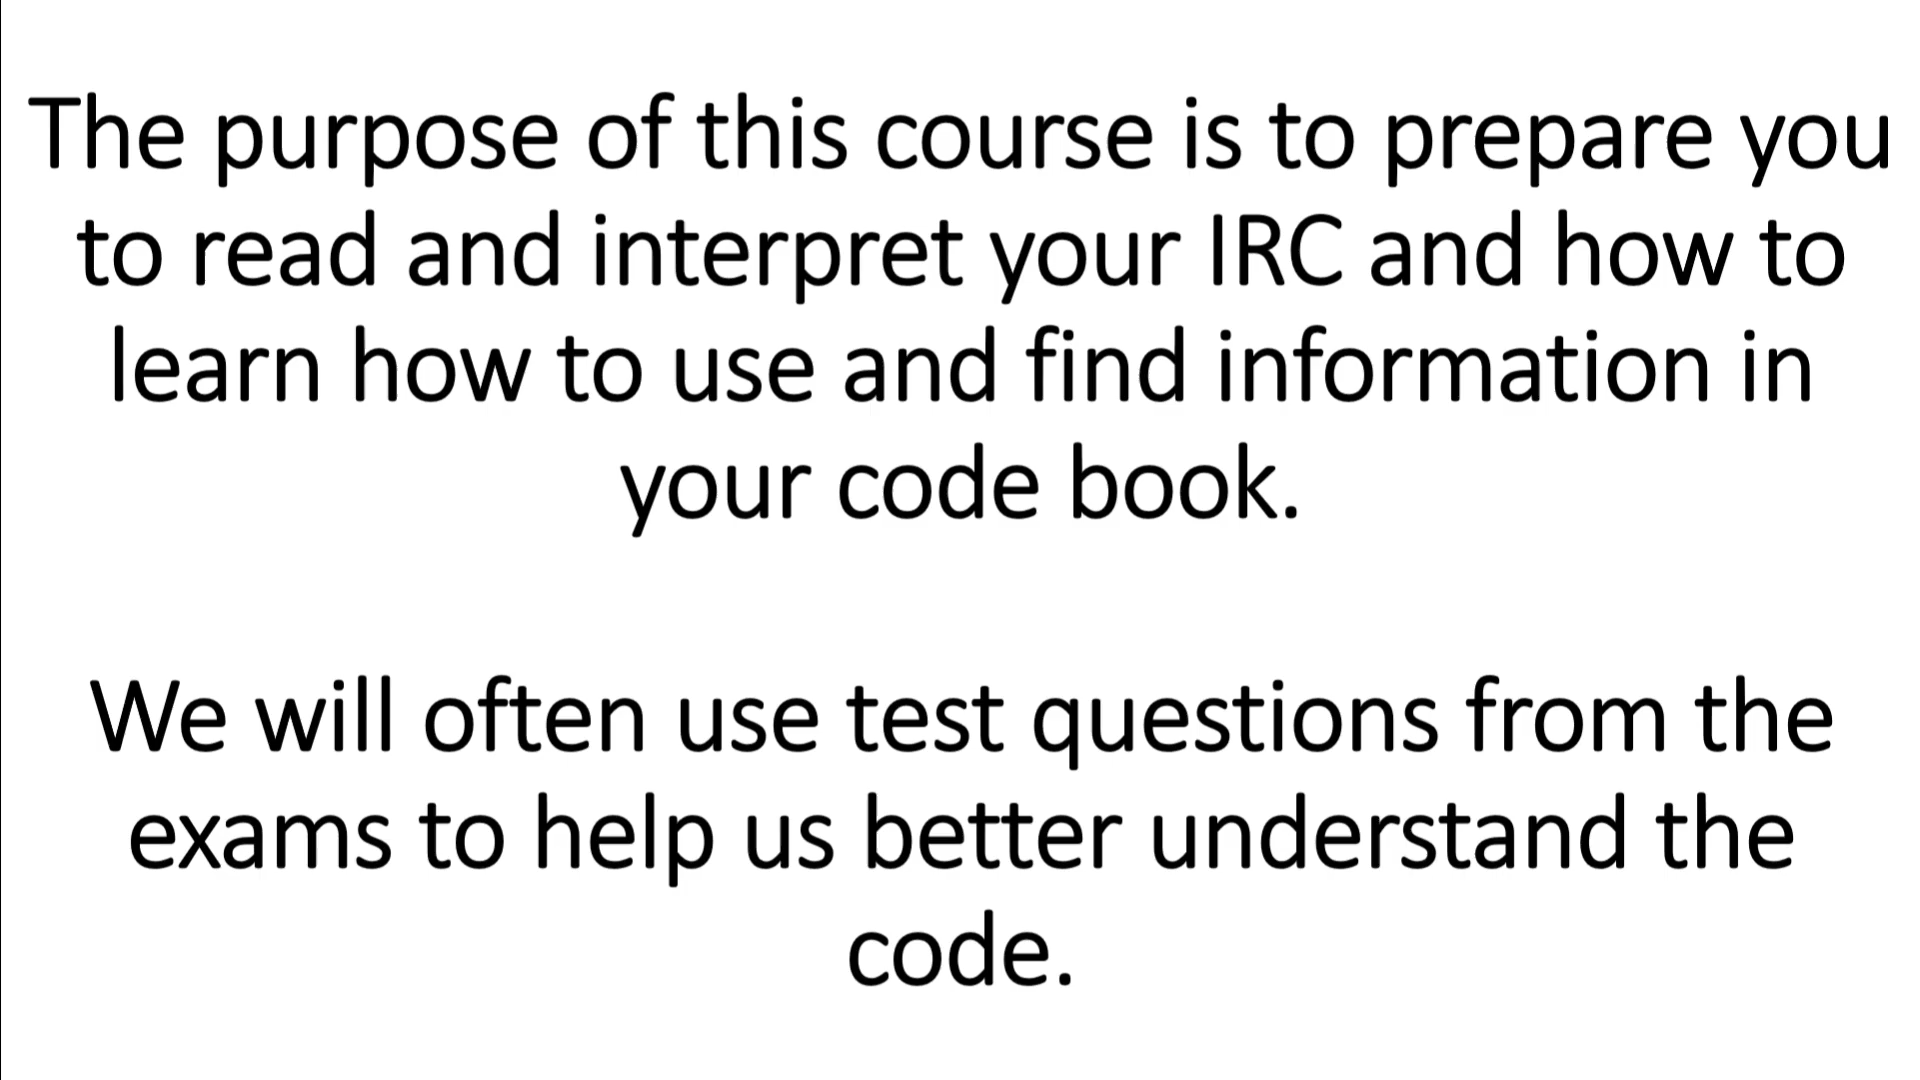 The purpose of this course is to prepare you
to read and interpret your IRC and how to
learn how to use and find information in
your code book.
We will often use test questions from the
exams to help us better understand the
code.